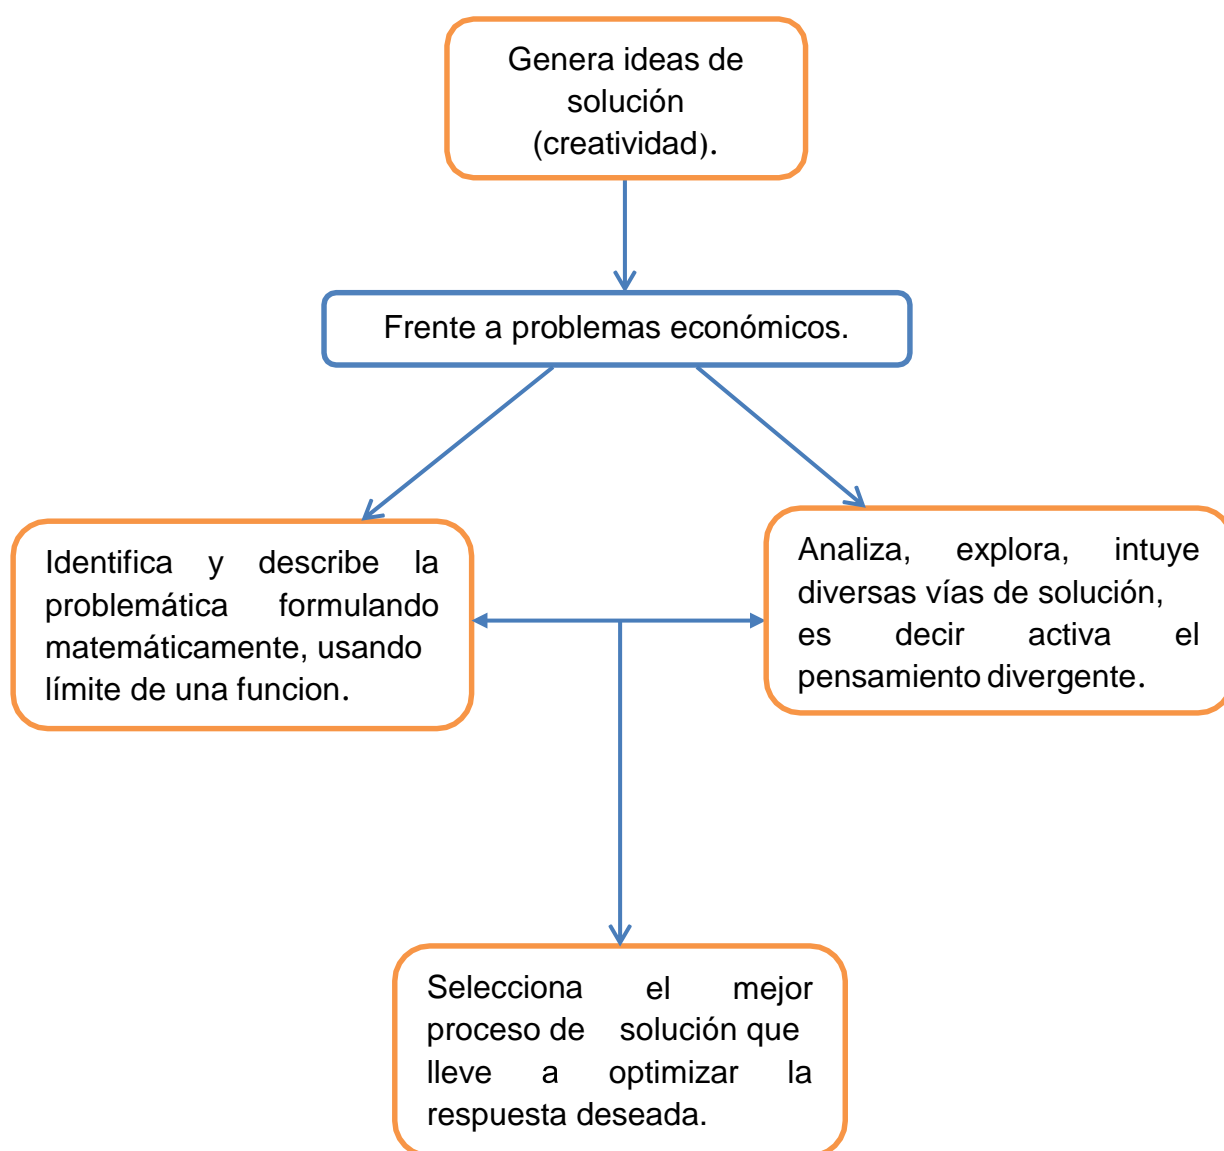 Genera ideas de
solución
(creatividad).
Frente a problemas económicos.
Identifica y describe la
problemática formulando
matemáticamente, usando
límite de una funcion.
Analiza, explora, intuye
diversas vías de solución,
es decir activa el
pensamiento divergente.
Selecciona el mejor
proceso de solución que
lleve a optimizar la
respuesta deseada.